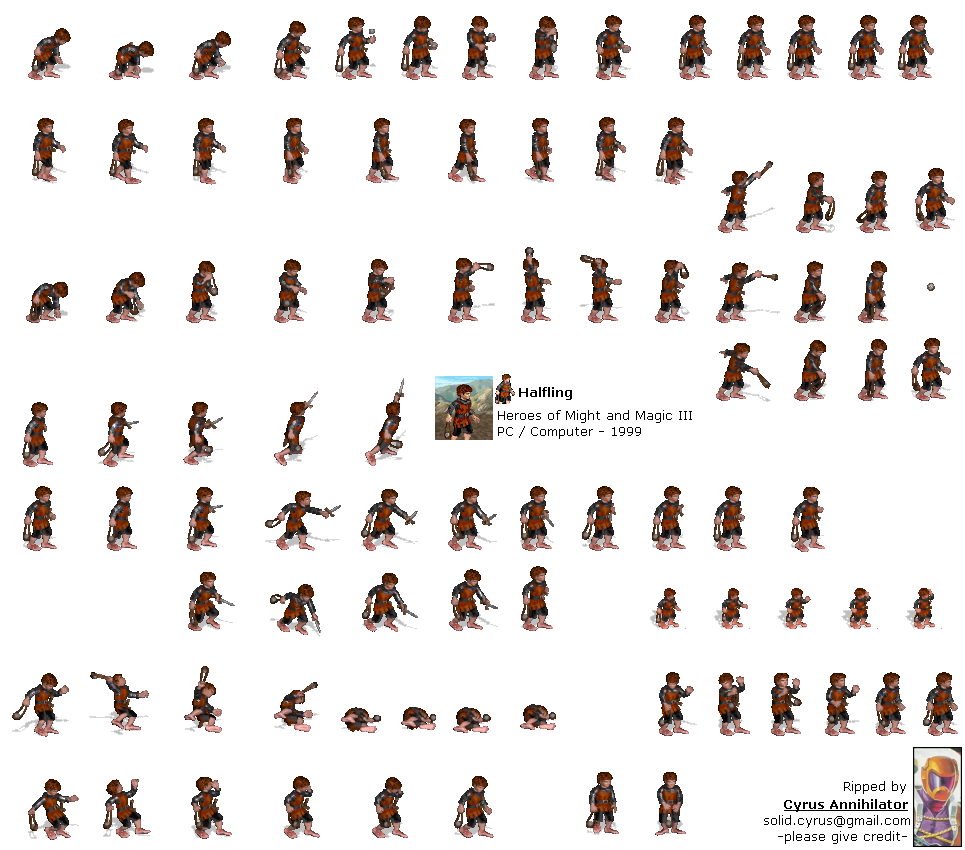 Halfling
Heroes of Might and Magic III
PC / Computer - 1999
Ripped by
Cyrus Annihilator
solid.cyrus@gmail.com
-please give credit-